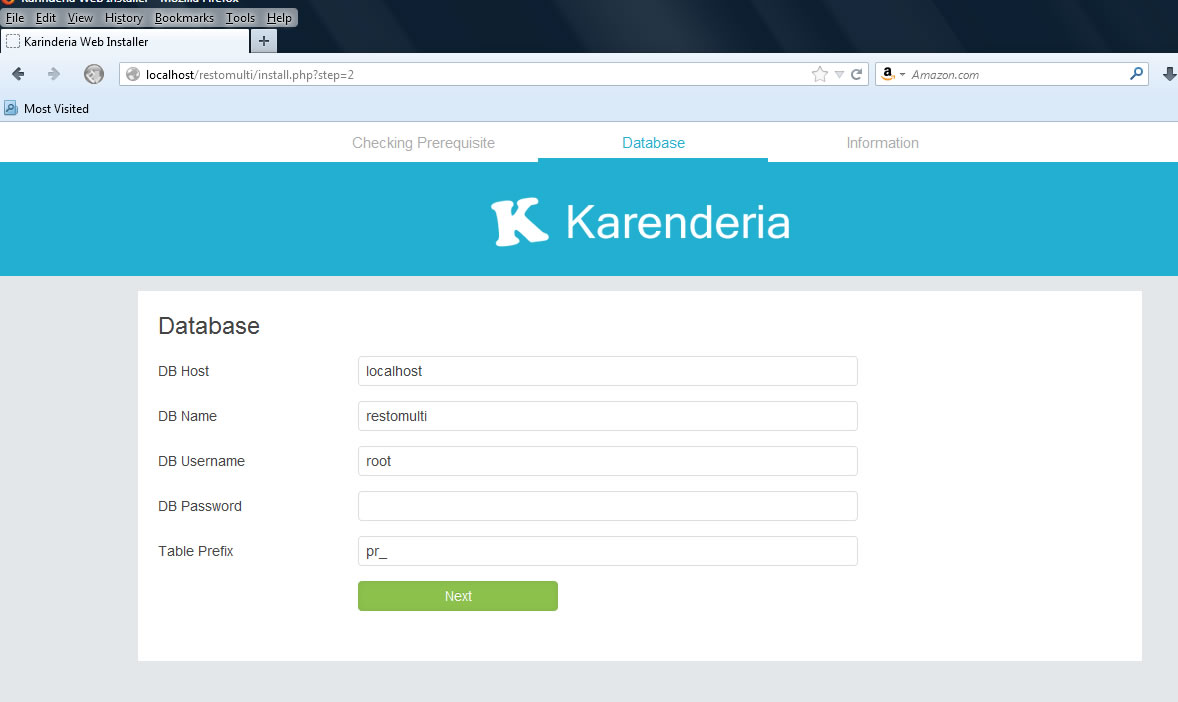 Karinderia Web Installer - Mozilla Firefox
File Edit View History Bookmarks Tools Help
Karinderia Web Installer
localhost/restomulti/install.php?step=2
Amazon.com
Most Visited
Checking Prerequisite Database Information
K Karenderia
Database
DB Host localhost
DB Name restomulti
DB Username root
DB Password
Table Prefix pr_
Next